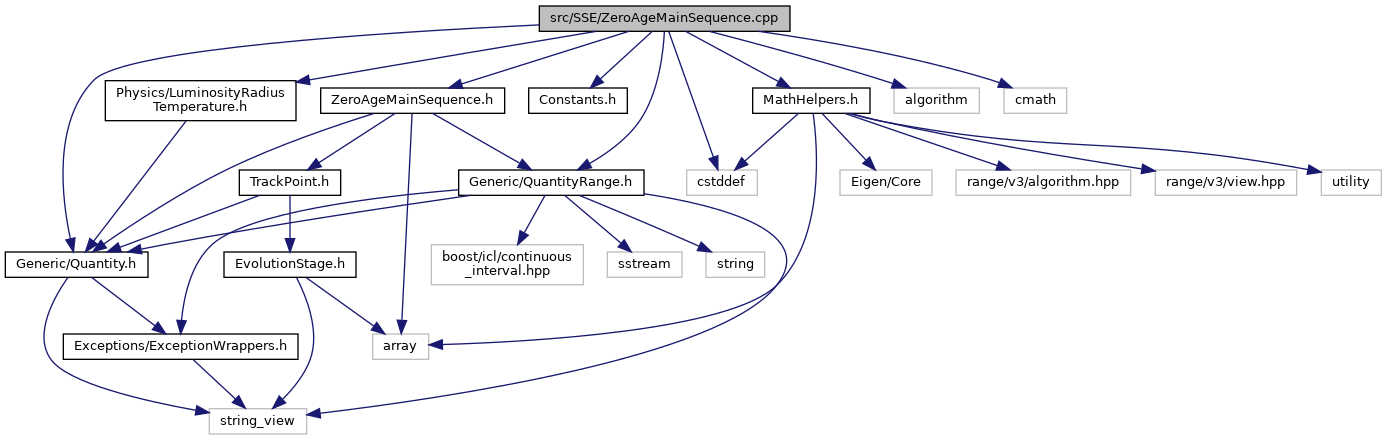 src/SSE/ZeroAgeMainSequence.cpp
Physics/LuminosityRadius
Temperature.h
ZeroAgeMainSequence.h
Constants.h
MathHelpers.h
algorithm
cmath
TrackPoint.h
Generic/QuantityRange.h
cstddef
Eigen/Core
range/v3/algorithm.hpp
range/v3/view.hpp
utility
Generic/Quantity.h
EvolutionStage.h
boost/icl/continuous
_interval.hpp
sstream
string
Exceptions/ExceptionWrappers.h
array
string_view